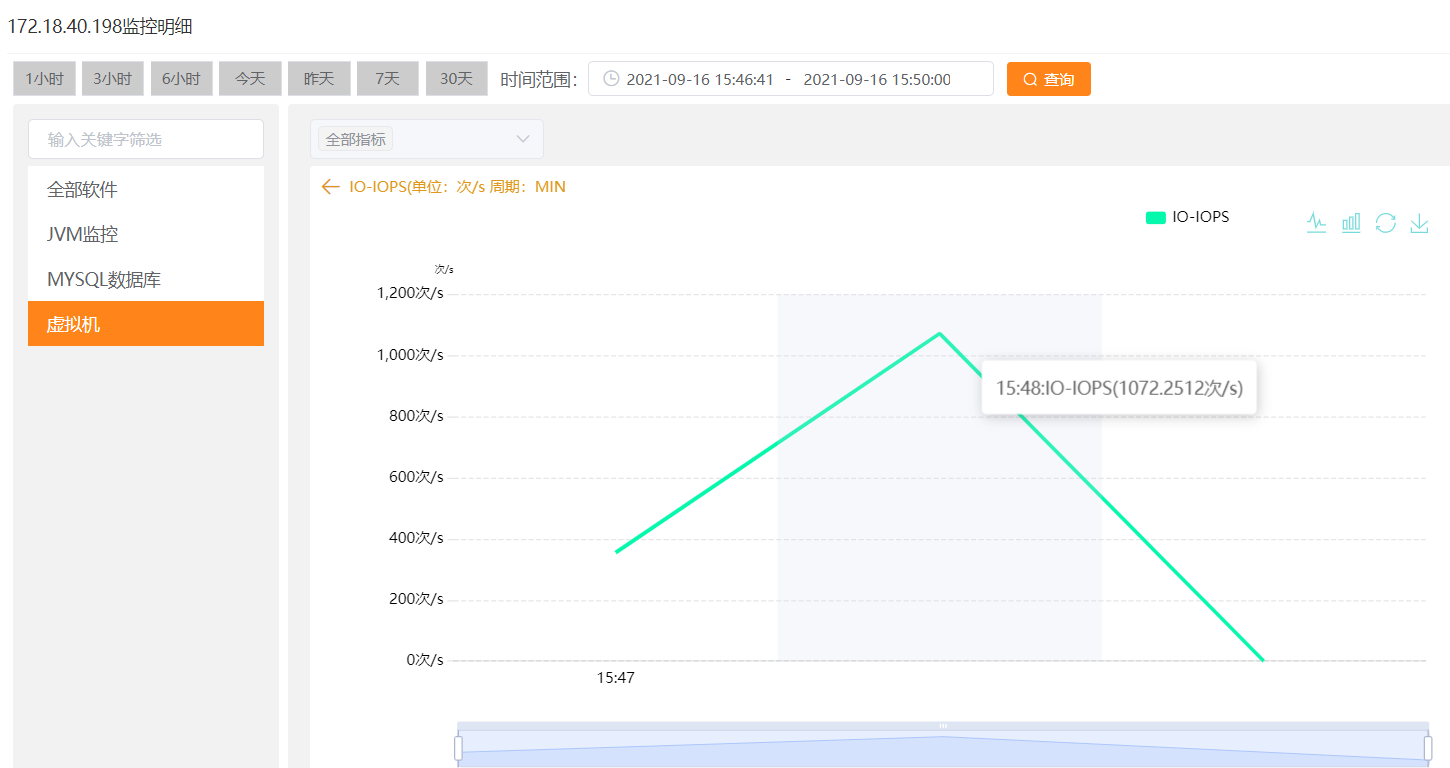 172.18.40.198监控明细
1小时 3小时 6小时 今天 昨天 7天 30天 时间范围: 2021-09-16 15:46:41 - 2021-09-16 15:50:00 查询
输入关键字筛选
全部软件
JVM监控
MYSQL数据库
虚拟机
全部指标
IO-IOPS(单位：次/s 周期：MIN
IO-IOPS
次/s
1,200次/s
1,000次/s
800次/s
600次/s
400次/s
200次/s
0次/s
15:48:IO-IOPS(1072.2512次/s)
15:47